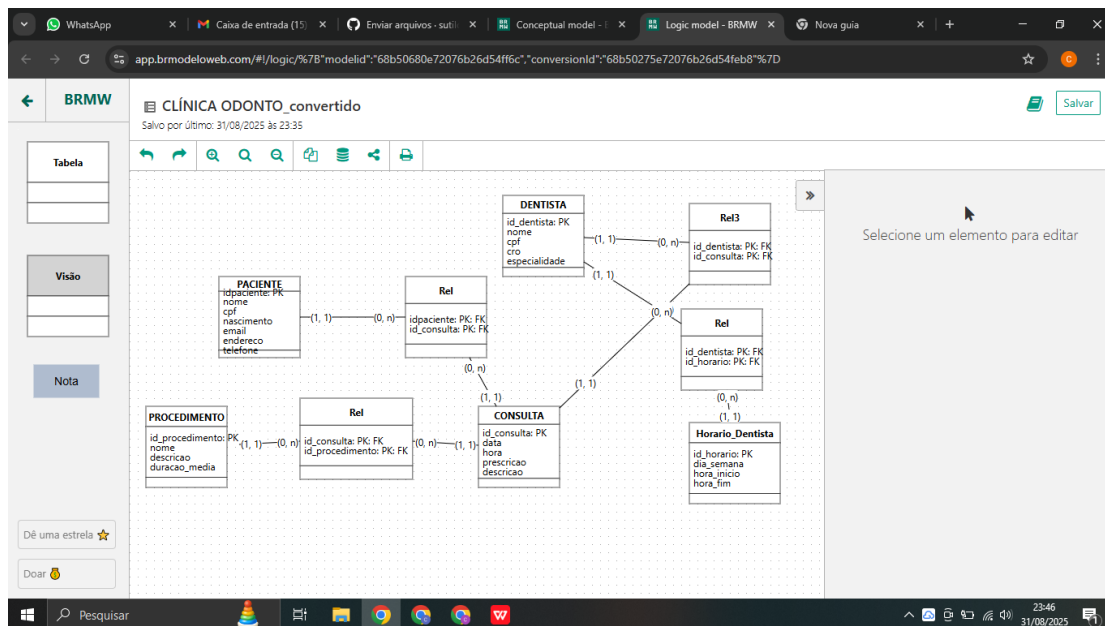 WhatsApp
Caixa de entrada (15)
Enviar arquivos · sutil
Conceptual model - B
Logic model - BRMW
Nova guia
app.brmodeloweb.com/#!/logic/%7B"modelid":"68b50680e72076b26d54ff6c","conversionId":"68b50275e72076b26d54feb8"%7D
C
BRMW
CLÍNICA ODONTO_convertido
Salvo por último: 31/08/2025 às 23:35
Salvar
Tabela
Visão
Nota
Dê uma estrela
Doar
Selecione um elemento para editar
DENTISTA
id_dentista: PK
nome
cpf
cro
especialidade
(1, 1)
(0, n)
(1, 1)
Rel3
id_dentista: PK: FK
id_consulta: PK: FK
PACIENTE
idpaciente: PK
nome
cpf
nascimento
email
endereco
telefone
(1, 1)
(0, n)
Rel
idpaciente: PK: FK
id_consulta: PK: FK
(0, n)
(1, 1)
(0, n)
Rel
id_dentista: PK: FK
id_horario: PK: FK
(1, 1)
(0, n)
(1, 1)
PROCEDIMENTO
id_procedimento: PK
nome
descricao
duracao_media
(1, 1)
(0, n)
Rel
id_consulta: PK: FK
id_procedimento: PK: FK
(0, n)
(1, 1)
CONSULTA
id_consulta: PK
data
hora
prescricao
descricao
Horario_Dentista
id_horario: PK
dia_semana
hora_inicio
hora_fim
Pesquisar
W
23:46
31/08/2025